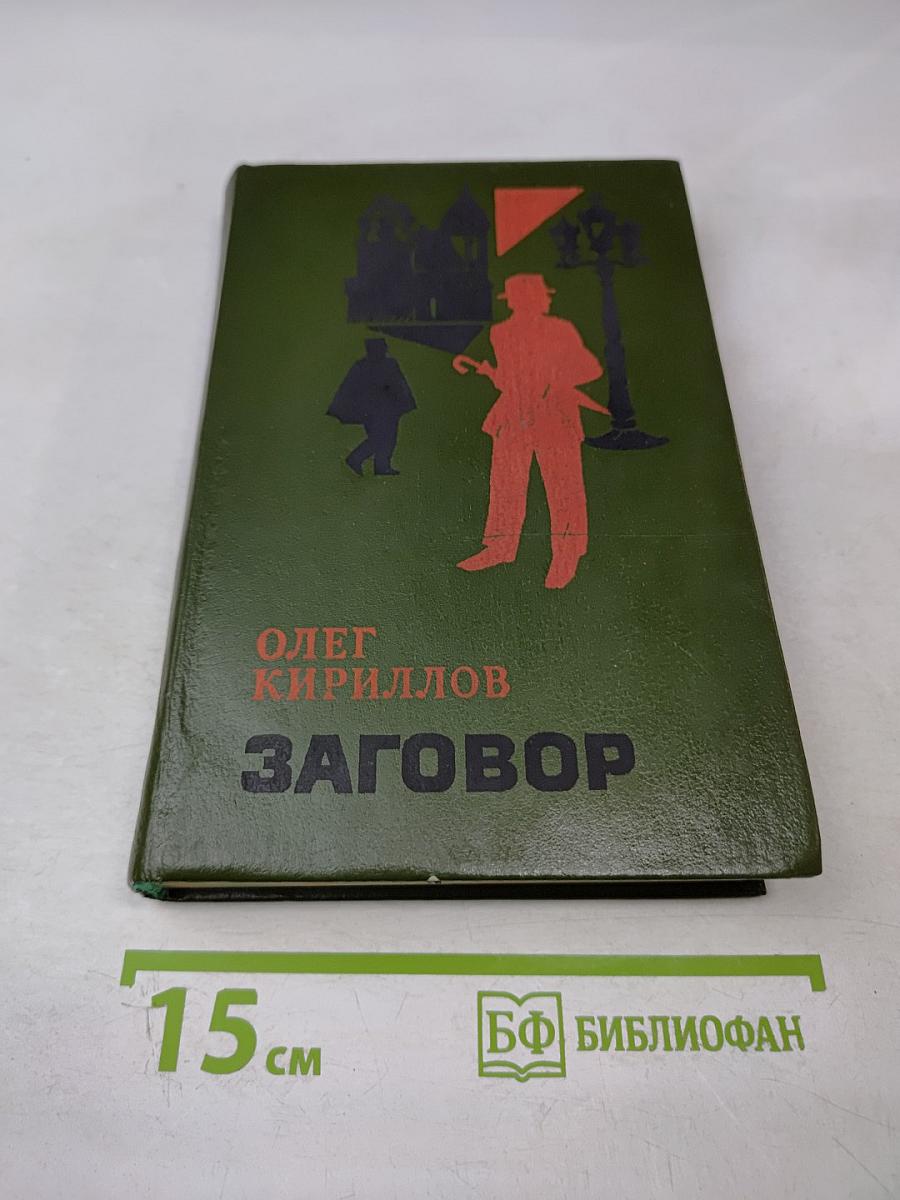 ОЛЕГ
КИРИЛЛОВ
ЗАГОВОР
15 см
БФ БИБЛИОФАН